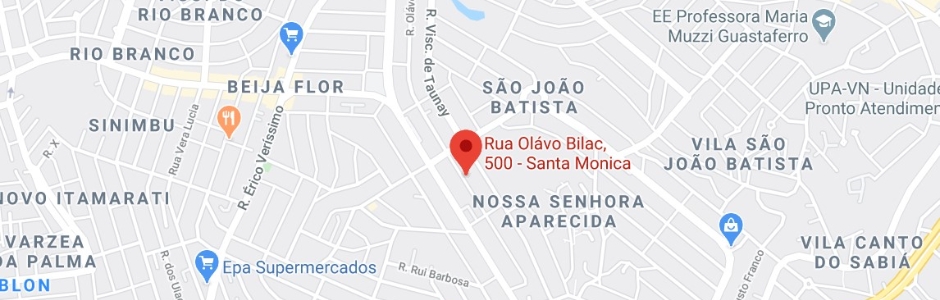 RIO BRANCO
RIO BRANCO
BEIJA FLOR
SINIMBU
Rua Vera Lucia
R. X
R. Érico Veríssimo
NOVO ITAMARATI
VARZEA
DA PALMA
BLON
Epa Supermercados
R. Rui Barbosa
R. Olávo
R. Visc. de Taunay
SÃO JOÃO
BATISTA
EE Professora Maria
Muzzi Guastaferro
UPA-VN - Unidade
Pronto Atendimen
Rua Olávo Bilac,
500 - Santa Monica
VILA SÃO
JOÃO BATISTA
NOSSA SENHORA
APARECIDA
VILA CANTO
DO SABIÁ
usto Franco